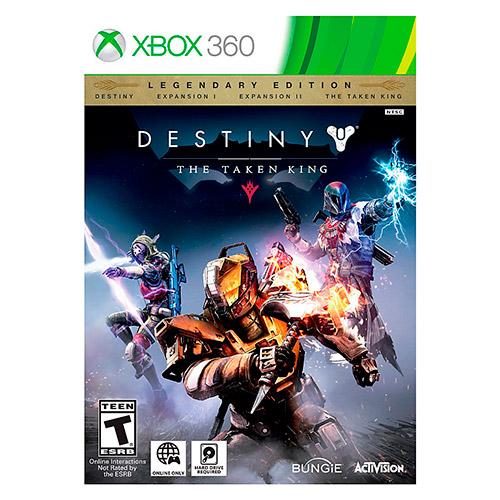 XBOX 360
LEGENDARY EDITION
DESTINY EXPANSION I EXPANSION II THE TAKEN KING
NTSC
DESTINY
THE TAKEN KING
TEEN
T
ESRB
Online Interactions
Not Rated by
the ESRB
ONLINE ONLY
HARD DRIVE
REQUIRED
BUNGiE
ACTIVISION